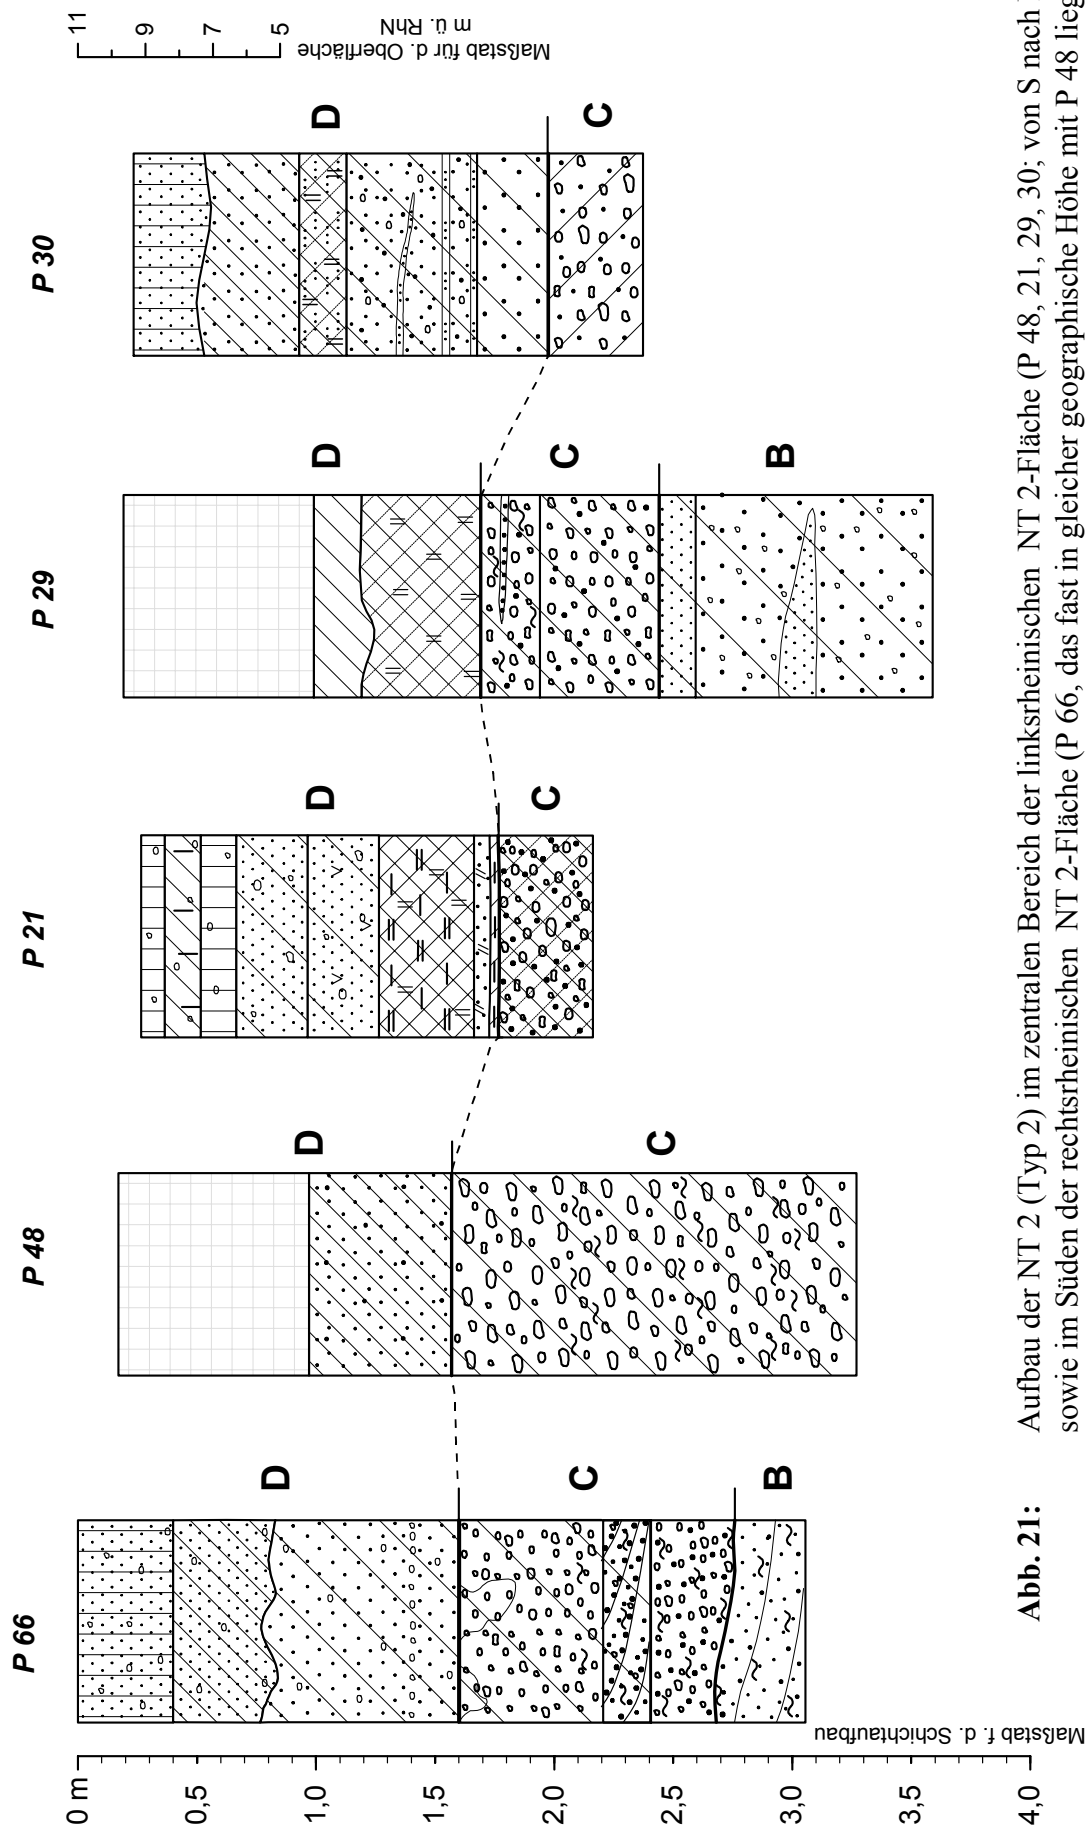 P 66
P 48
P 21
P 29
P 30
D
C
B
D
C
D
C
D
C
B
D
C
0 m
0,5
1,0
1,5
2,0
2,5
3,0
3,5
4,0
Maßstab f. d. Schichtaufbau
11
9
7
5
m ü. RhN
Maßstab für d. Oberfläche
Abb. 21: Aufbau der NT 2 (Typ 2) im zentralen Bereich der linksrheinischen NT 2-Fläche (P 48, 21, 29, 30; von S nach
sowie im Süden der rechtsrheinischen NT 2-Fläche (P 66, das fast in gleicher geographische Höhe mit P 48 lieg